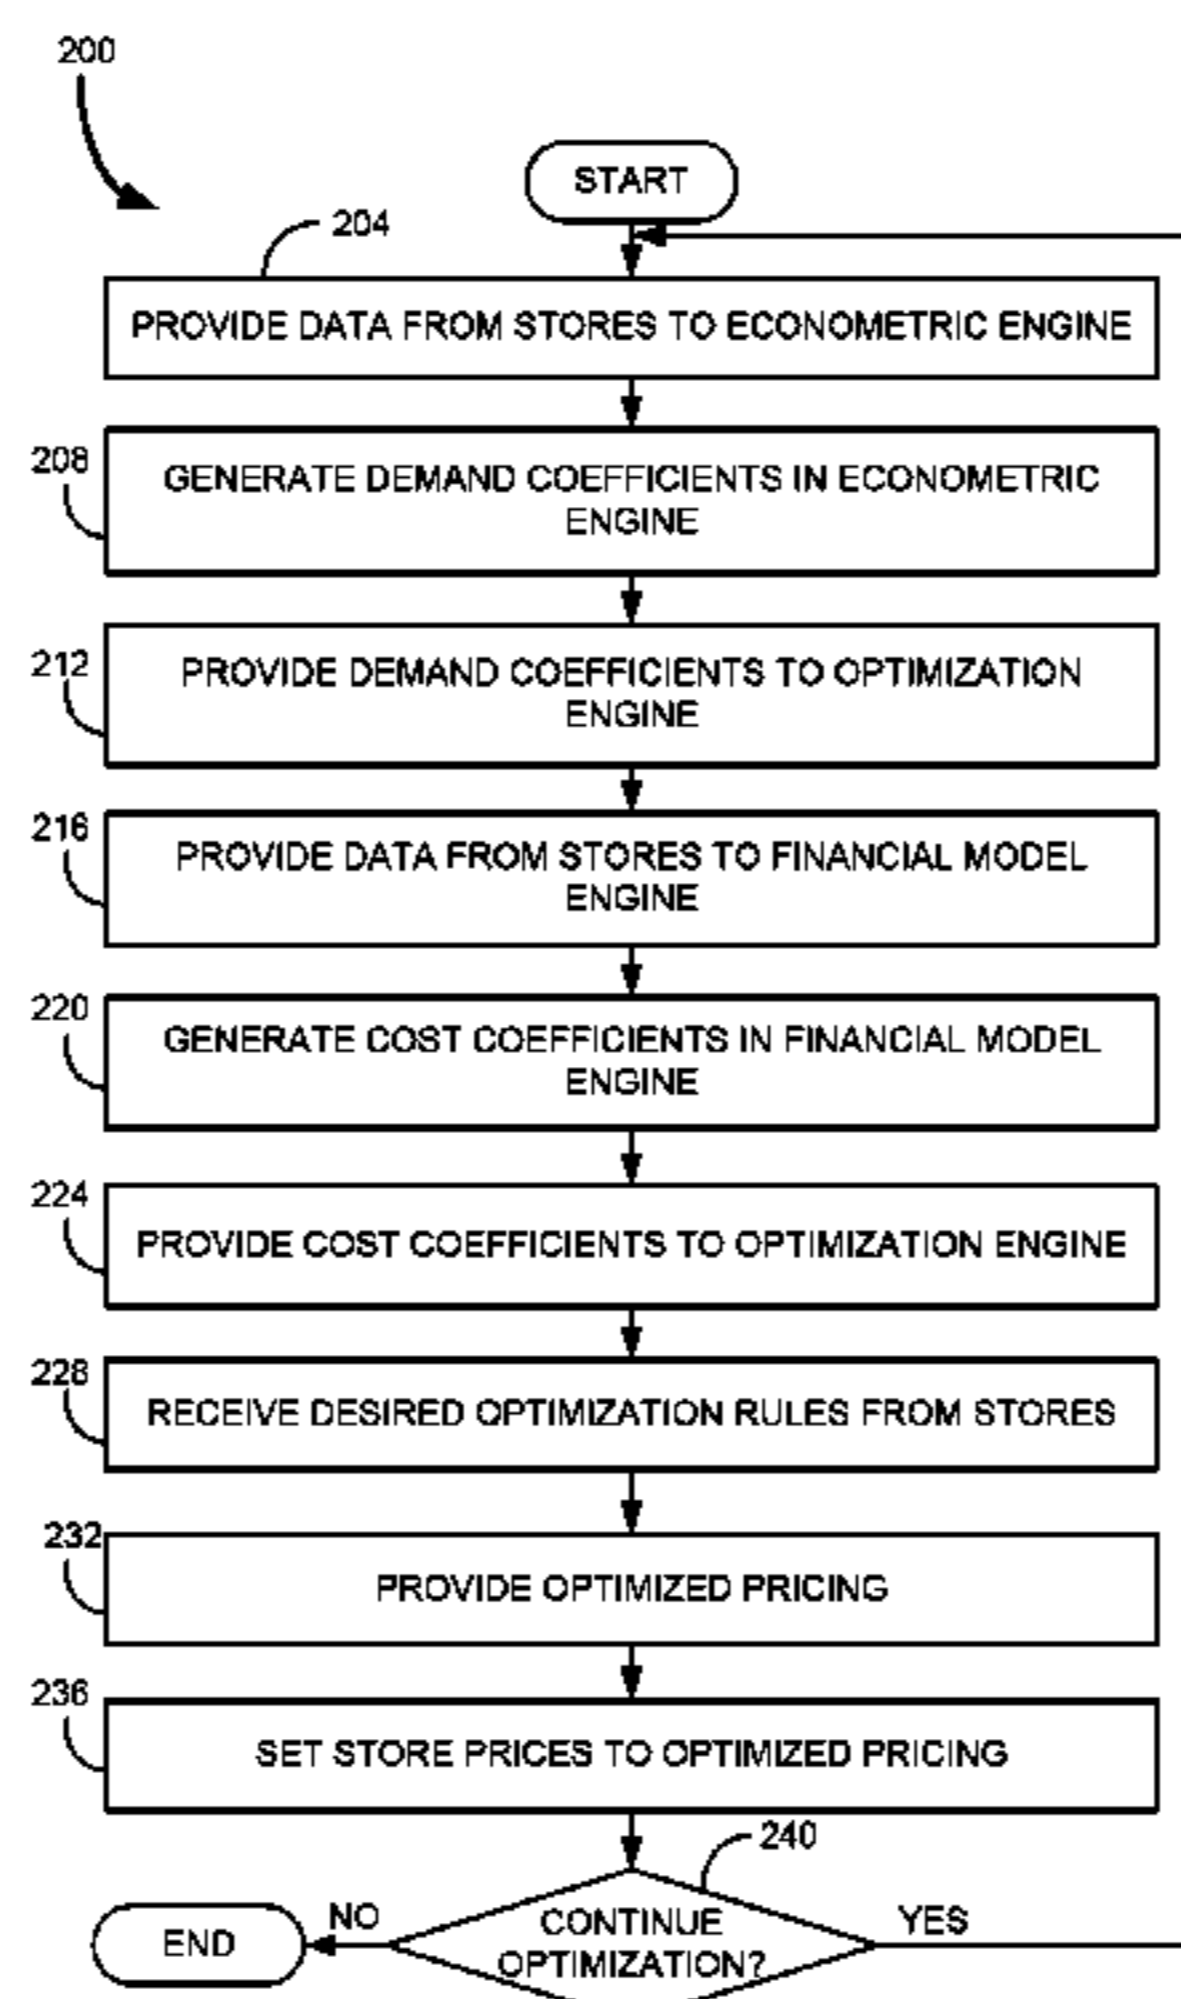 200
START
204
PROVIDE DATA FROM STORES TO ECONOMETRIC ENGINE
208
GENERATE DEMAND COEFFICIENTS IN ECONOMETRIC
ENGINE
212
PROVIDE DEMAND COEFFICIENTS TO OPTIMIZATION
ENGINE
216
PROVIDE DATA FROM STORES TO FINANCIAL MODEL
ENGINE
220
GENERATE COST COEFFICIENTS IN FINANCIAL MODEL
ENGINE
224
PROVIDE COST COEFFICIENTS TO OPTIMIZATION ENGINE
228
RECEIVE DESIRED OPTIMIZATION RULES FROM STORES
232
PROVIDE OPTIMIZED PRICING
236
SET STORE PRICES TO OPTIMIZED PRICING
240
END
NO
CONTINUE
OPTIMIZATION?
YES